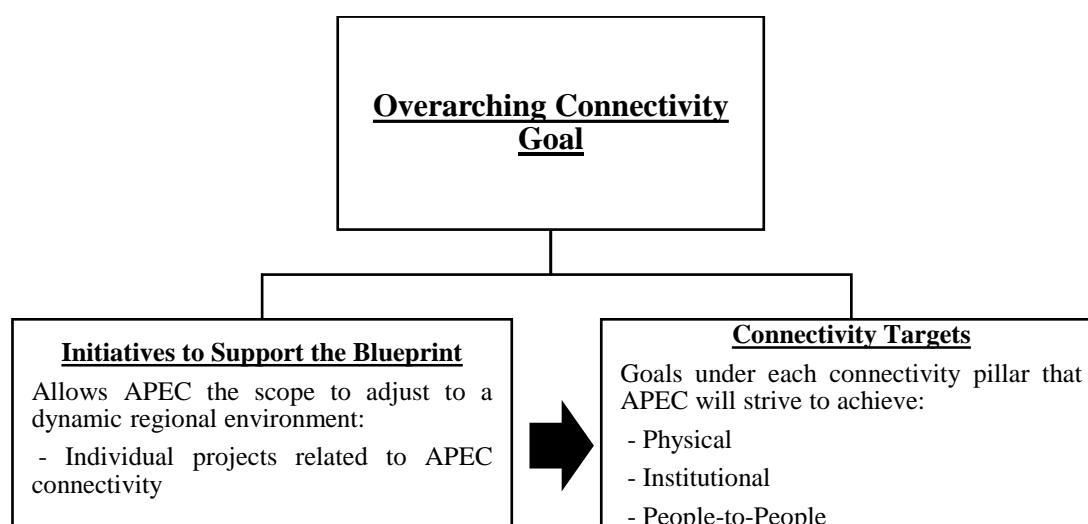 Overarching Connectivity
Goal
Initiatives to Support the Blueprint
Allows APEC the scope to adjust to a
dynamic regional environment:
- Individual projects related to APEC
connectivity
Connectivity Targets
Goals under each connectivity pillar that
APEC will strive to achieve:
- Physical
- Institutional
- People-to-People